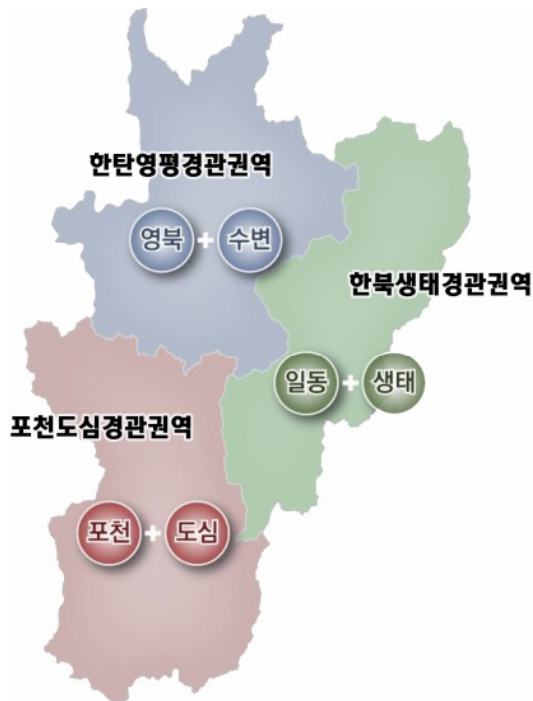 한탄영평경관권역
영북 + 수변
한북생태경관권역
일동 + 생태
포천도심경관권역
포천 + 도심